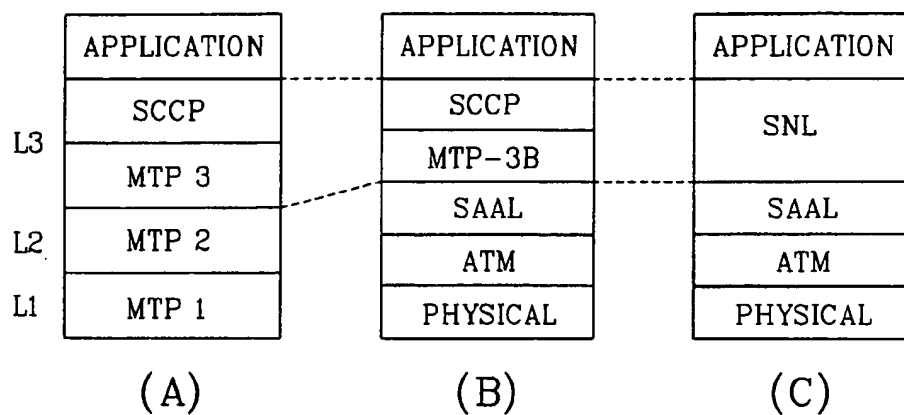 APPLICATION APPLICATION APPLICATION
SCCP SCCP SNL
L3
MTP 3 MTP-3B
L2 MTP 2 SAAL SAAL
ATM ATM
L1 MTP 1 PHYSICAL PHYSICAL
(A) (B) (C)